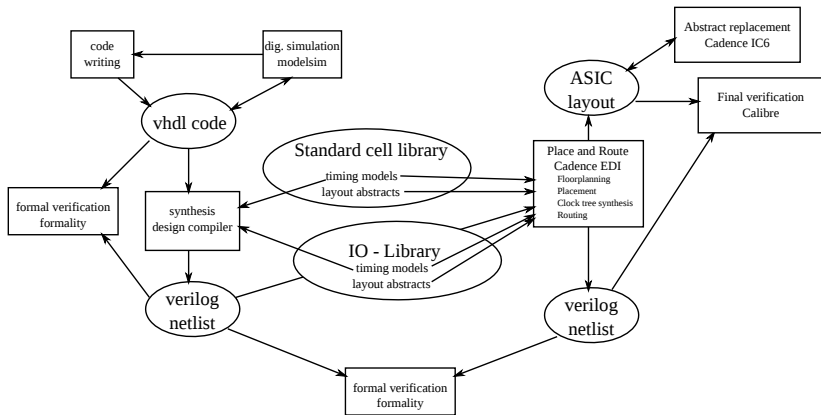 code
writing
dig. simulation
modelsim
vhdl code
formal verification
formality
synthesis
design compiler
verilog
netlist
Standard cell library
timing models
layout abstracts
IO - Library
timing models
layout abstracts
formal verification
formality
ASIC
layout
Abstract replacement
Cadence IC6
Final verification
Calibre
Place and Route
Cadence EDI
Floorplanning
Placement
Clock tree synthesis
Routing
verilog
netlist